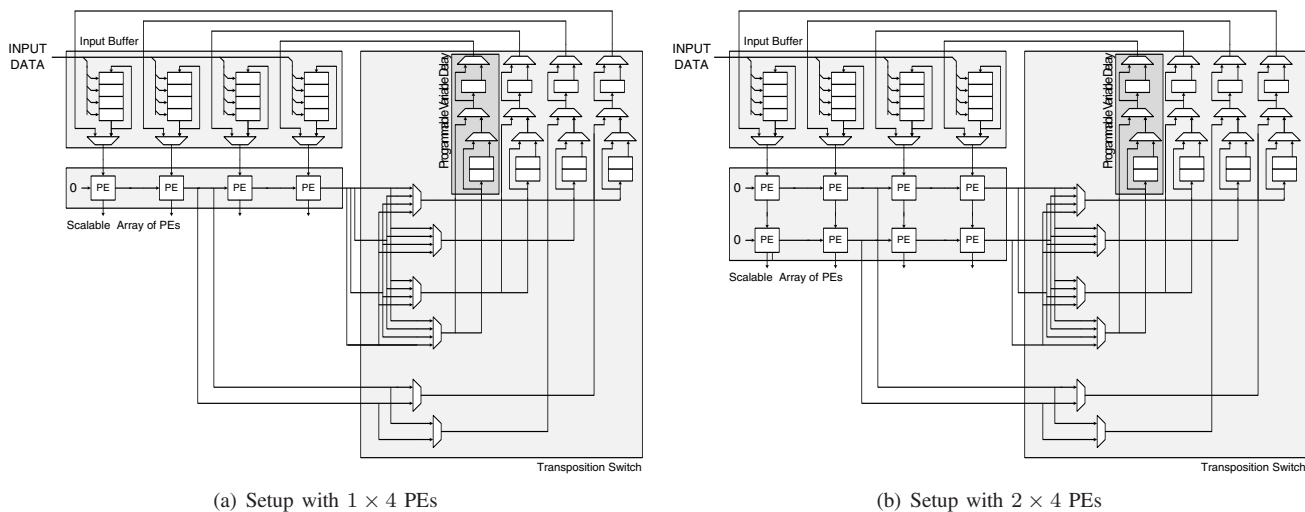 INPUT
DATA
Input Buffer
Programmable Variable Delay
0
PE
PE
PE
PE
Scalable Array of PEs
Transposition Switch
(a) Setup with 1 × 4 PEs
INPUT
DATA
Input Buffer
Programmable Variable Delay
0
PE
PE
PE
PE
0
PE
PE
PE
PE
Scalable Array of PEs
Transposition Switch
(b) Setup with 2 × 4 PEs